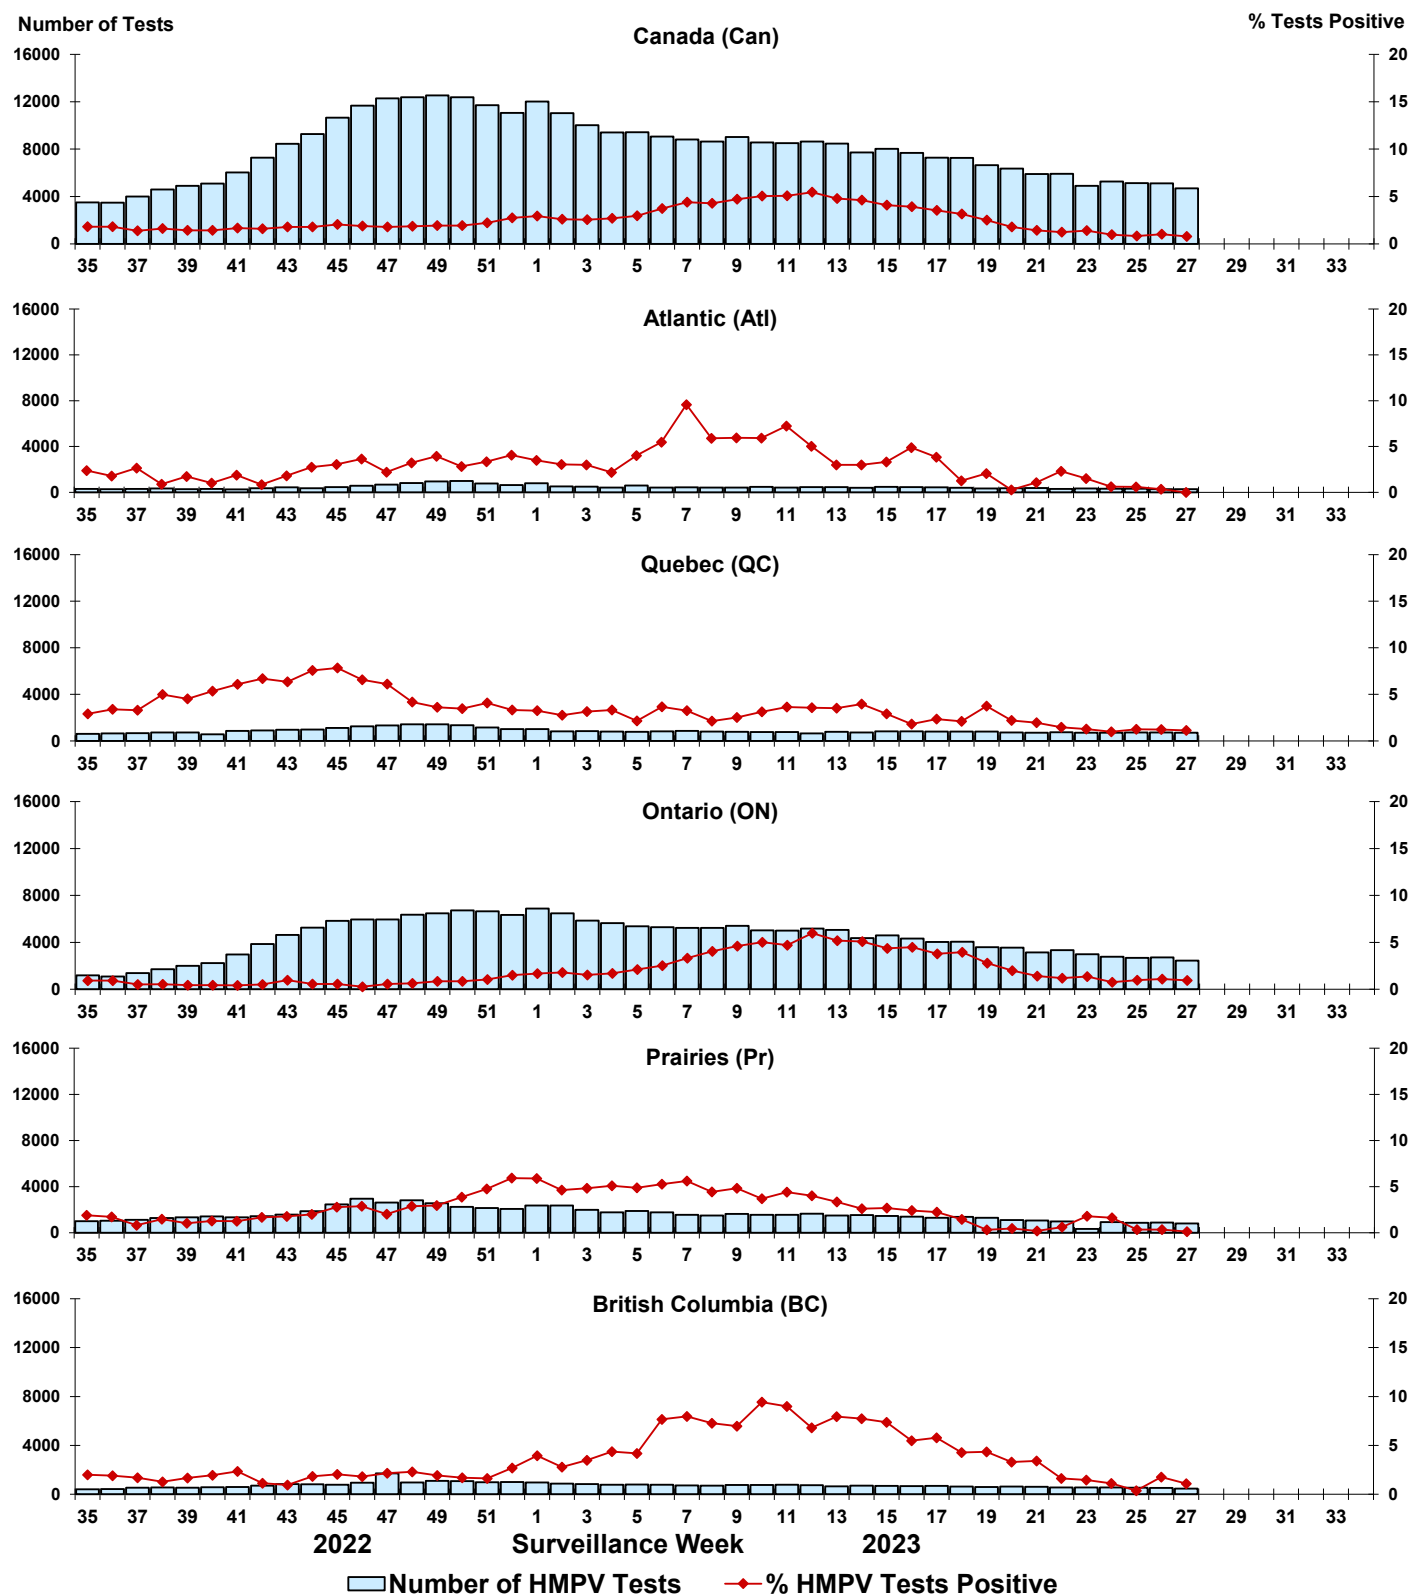 Number of Tests
% Tests Positive
Canada (Can)
16000 20
12000 15
8000 10
4000 5
0 0
35 37 39 41 43 45 47 49 51 1 3 5 7 9 11 13 15 17 19 21 23 25 27 29 31 33
Atlantic (Atl)
16000 20
12000 15
8000 10
4000 5
0 0
35 37 39 41 43 45 47 49 51 1 3 5 7 9 11 13 15 17 19 21 23 25 27 29 31 33
Quebec (QC)
16000 20
12000 15
8000 10
4000 5
0 0
35 37 39 41 43 45 47 49 51 1 3 5 7 9 11 13 15 17 19 21 23 25 27 29 31 33
Ontario (ON)
16000 20
12000 15
8000 10
4000 5
0 0
35 37 39 41 43 45 47 49 51 1 3 5 7 9 11 13 15 17 19 21 23 25 27 29 31 33
Prairies (Pr)
16000 20
12000 15
8000 10
4000 5
0 0
35 37 39 41 43 45 47 49 51 1 3 5 7 9 11 13 15 17 19 21 23 25 27 29 31 33
British Columbia (BC)
16000 20
12000 15
8000 10
4000 5
0 0
35 37 39 41 43 45 47 49 51 1 3 5 7 9 11 13 15 17 19 21 23 25 27 29 31 33
2022 Surveillance Week 2023
Number of HMPV Tests % HMPV Tests Positive